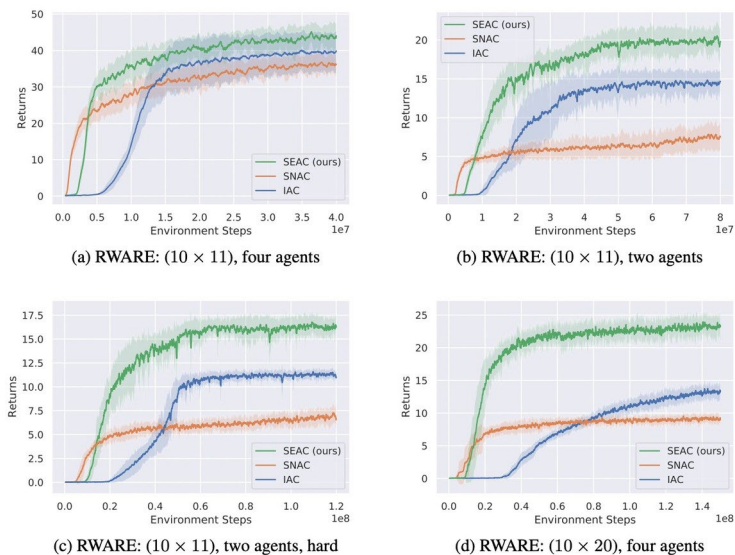 50
40
30
20
10
0
Returns
SEAC (ours)
SNAC
IAC
0.0 0.5 1.0 1.5 2.0 2.5 3.0 3.5 4.0
Environment Steps 1e7
(a) RWARE: (10 × 11), four agents
20
15
10
5
0
Returns
SEAC (ours)
SNAC
IAC
0 1 2 3 4 5 6 7 8
Environment Steps 1e7
(b) RWARE: (10 × 11), two agents
17.5
15.0
12.5
10.0
7.5
5.0
2.5
0.0
Returns
SEAC (ours)
SNAC
IAC
0.0 0.2 0.4 0.6 0.8 1.0 1.2
Environment Steps 1e8
(c) RWARE: (10 × 11), two agents, hard
25
20
15
10
5
0
Returns
SEAC (ours)
SNAC
IAC
0.0 0.2 0.4 0.6 0.8 1.0 1.2 1.4
Environment Steps 1e8
(d) RWARE: (10 × 20), four agents